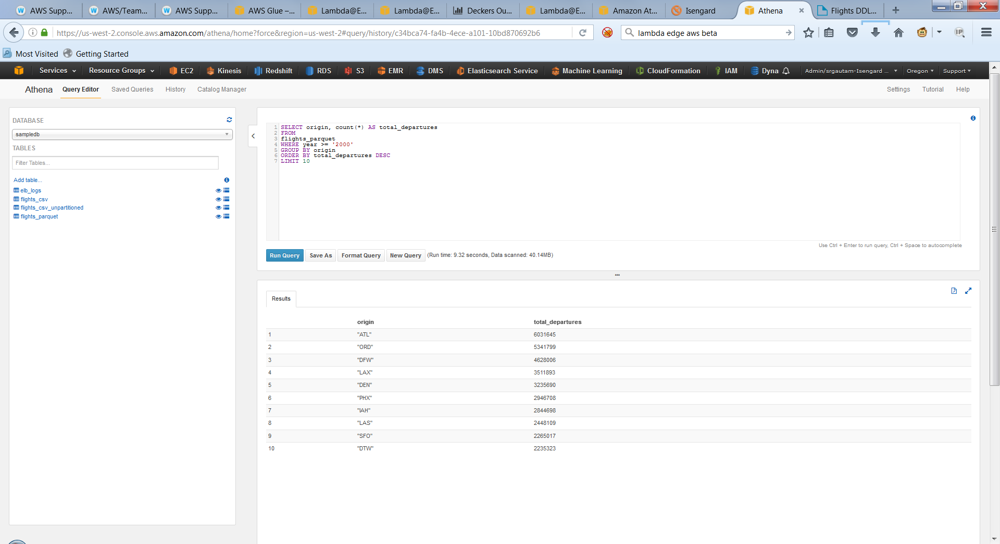 AWS Supp...
AWS/Team...
AWS Supp...
AWS Glue –...
Lambda@E...
Lambda@E...
Deckers Ou...
Lambda@E...
Amazon At...
Isengard
Athena
Flights DDL...
https://us-west-2.console.aws.amazon.com/athena/home?force&region=us-west-2#query/history/c34bca74-fa4b-4ece-a101-10bd870692b6
lambda edge aws beta
IP
Most Visited
Getting Started
Services
Resource Groups
EC2
Kinesis
Redshift
RDS
S3
EMR
DMS
Elasticsearch Service
Machine Learning
CloudFormation
IAM
Dyna
Admin/srgautam-Isengard ...
Oregon
Support
Athena
Query Editor
Saved Queries
History
Catalog Manager
Settings
Tutorial
Help
DATABASE
sampledb
TABLES
Filter Tables...
Add table...
elb_logs
flights_csv
flights_csv_unpartitioned
flights_parquet
1 SELECT origin, count(*) AS total_departures
2 FROM
3 flights_parquet
4 WHERE year >= '2000'
5 GROUP BY origin
6 ORDER BY total_departures DESC
7 LIMIT 10
Use Ctrl + Enter to run query, Ctrl + Space to autocomplete
Run Query
Save As
Format Query
New Query
(Run time: 9.32 seconds, Data scanned: 40.14MB)
Results
origin total_departures
1 "ATL" 6031645
2 "ORD" 5341799
3 "DFW" 4628006
4 "LAX" 3511893
5 "DEN" 3235690
6 "PHX" 2946708
7 "IAH" 2844698
8 "LAS" 2448109
9 "SFO" 2265017
10 "DTW" 2235323